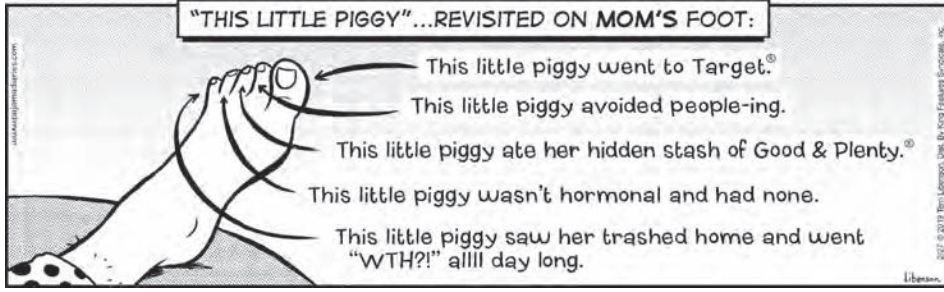 "THIS LITTLE PIGGY"...REVISITED ON MOM'S FOOT:
This little piggy went to Target.®
This little piggy avoided people-ing.
This little piggy ate her hidden stash of Good & Plenty.®
This little piggy wasn't hormonal and had none.
This little piggy saw her trashed home and went
"WTH?!" allll day long.
Libenson